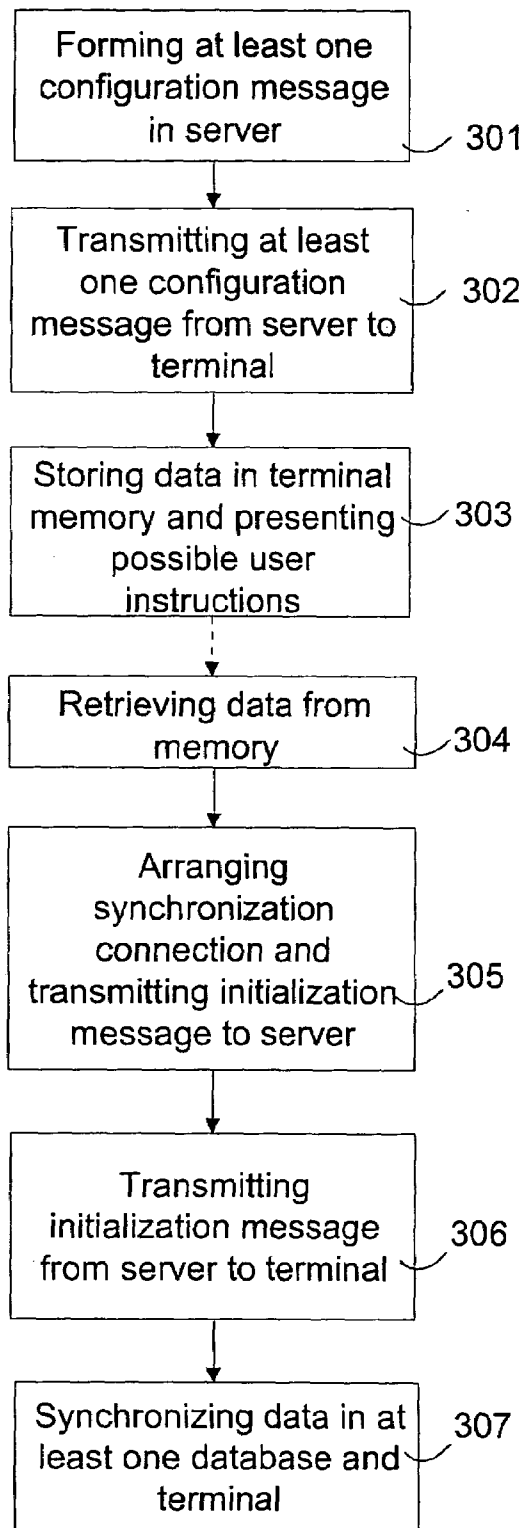 Forming at least one
configuration message
in server
301
Transmitting at least
one configuration
message from server to
terminal
302
Storing data in terminal
memory and presenting
possible user
instructions
303
Retrieving data from
memory
304
Arranging
synchronization
connection and
transmitting initialization
message to server
305
Transmitting
initialization message
from server to terminal
306
Synchronizing data in at
least one database and
terminal
307